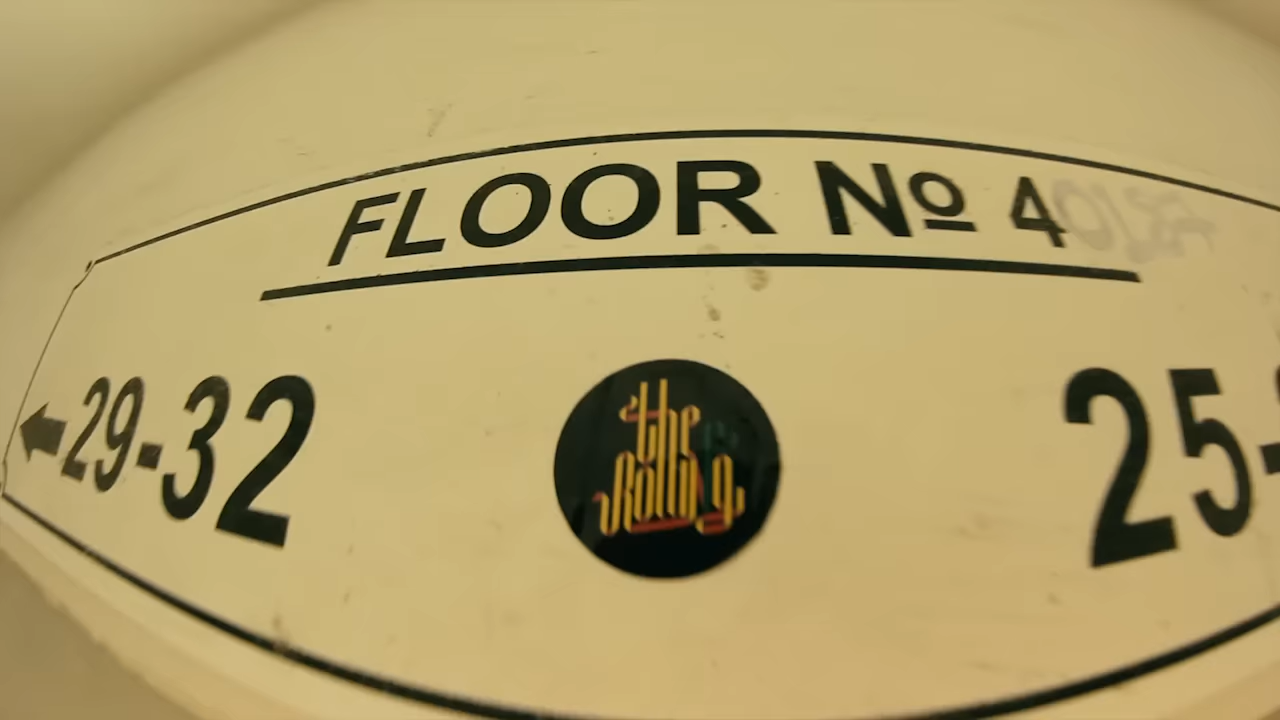 FLOOR Nº 4
←29-32
25-
the
Rolling